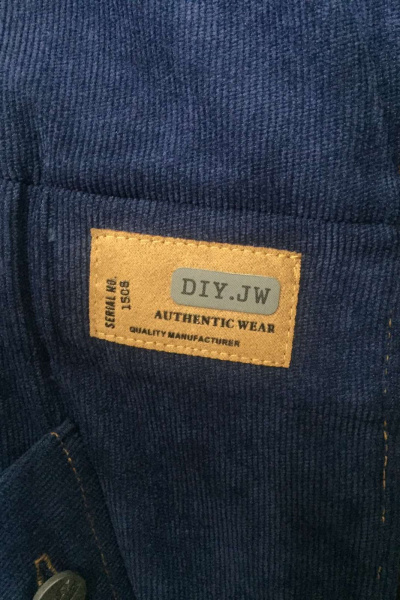 SERIAL NO.
1508
DIY.JW
AUTHENTIC WEAR
QUALITY MANUFACTURER